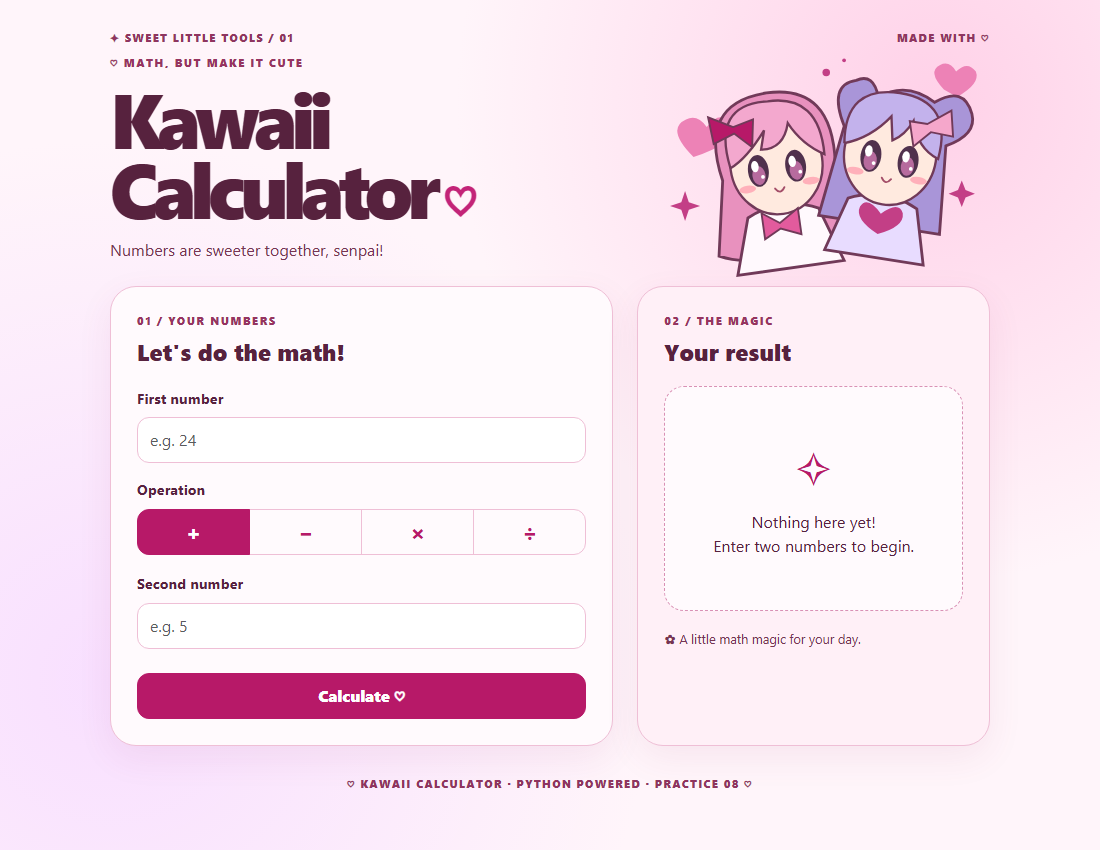 ✦ SWEET LITTLE TOOLS / 01
MADE WITH ♡
♡ MATH, BUT MAKE IT CUTE
Kawaii
Calculator♡
Numbers are sweeter together, senpai!
01 / YOUR NUMBERS
Let's do the math!
First number
e.g. 24
Operation
+ − × ÷
Second number
e.g. 5
Calculate ♡
02 / THE MAGIC
Your result
✧
Nothing here yet!
Enter two numbers to begin.
✿ A little math magic for your day.
♡ KAWAII CALCULATOR · PYTHON POWERED · PRACTICE 08 ♡